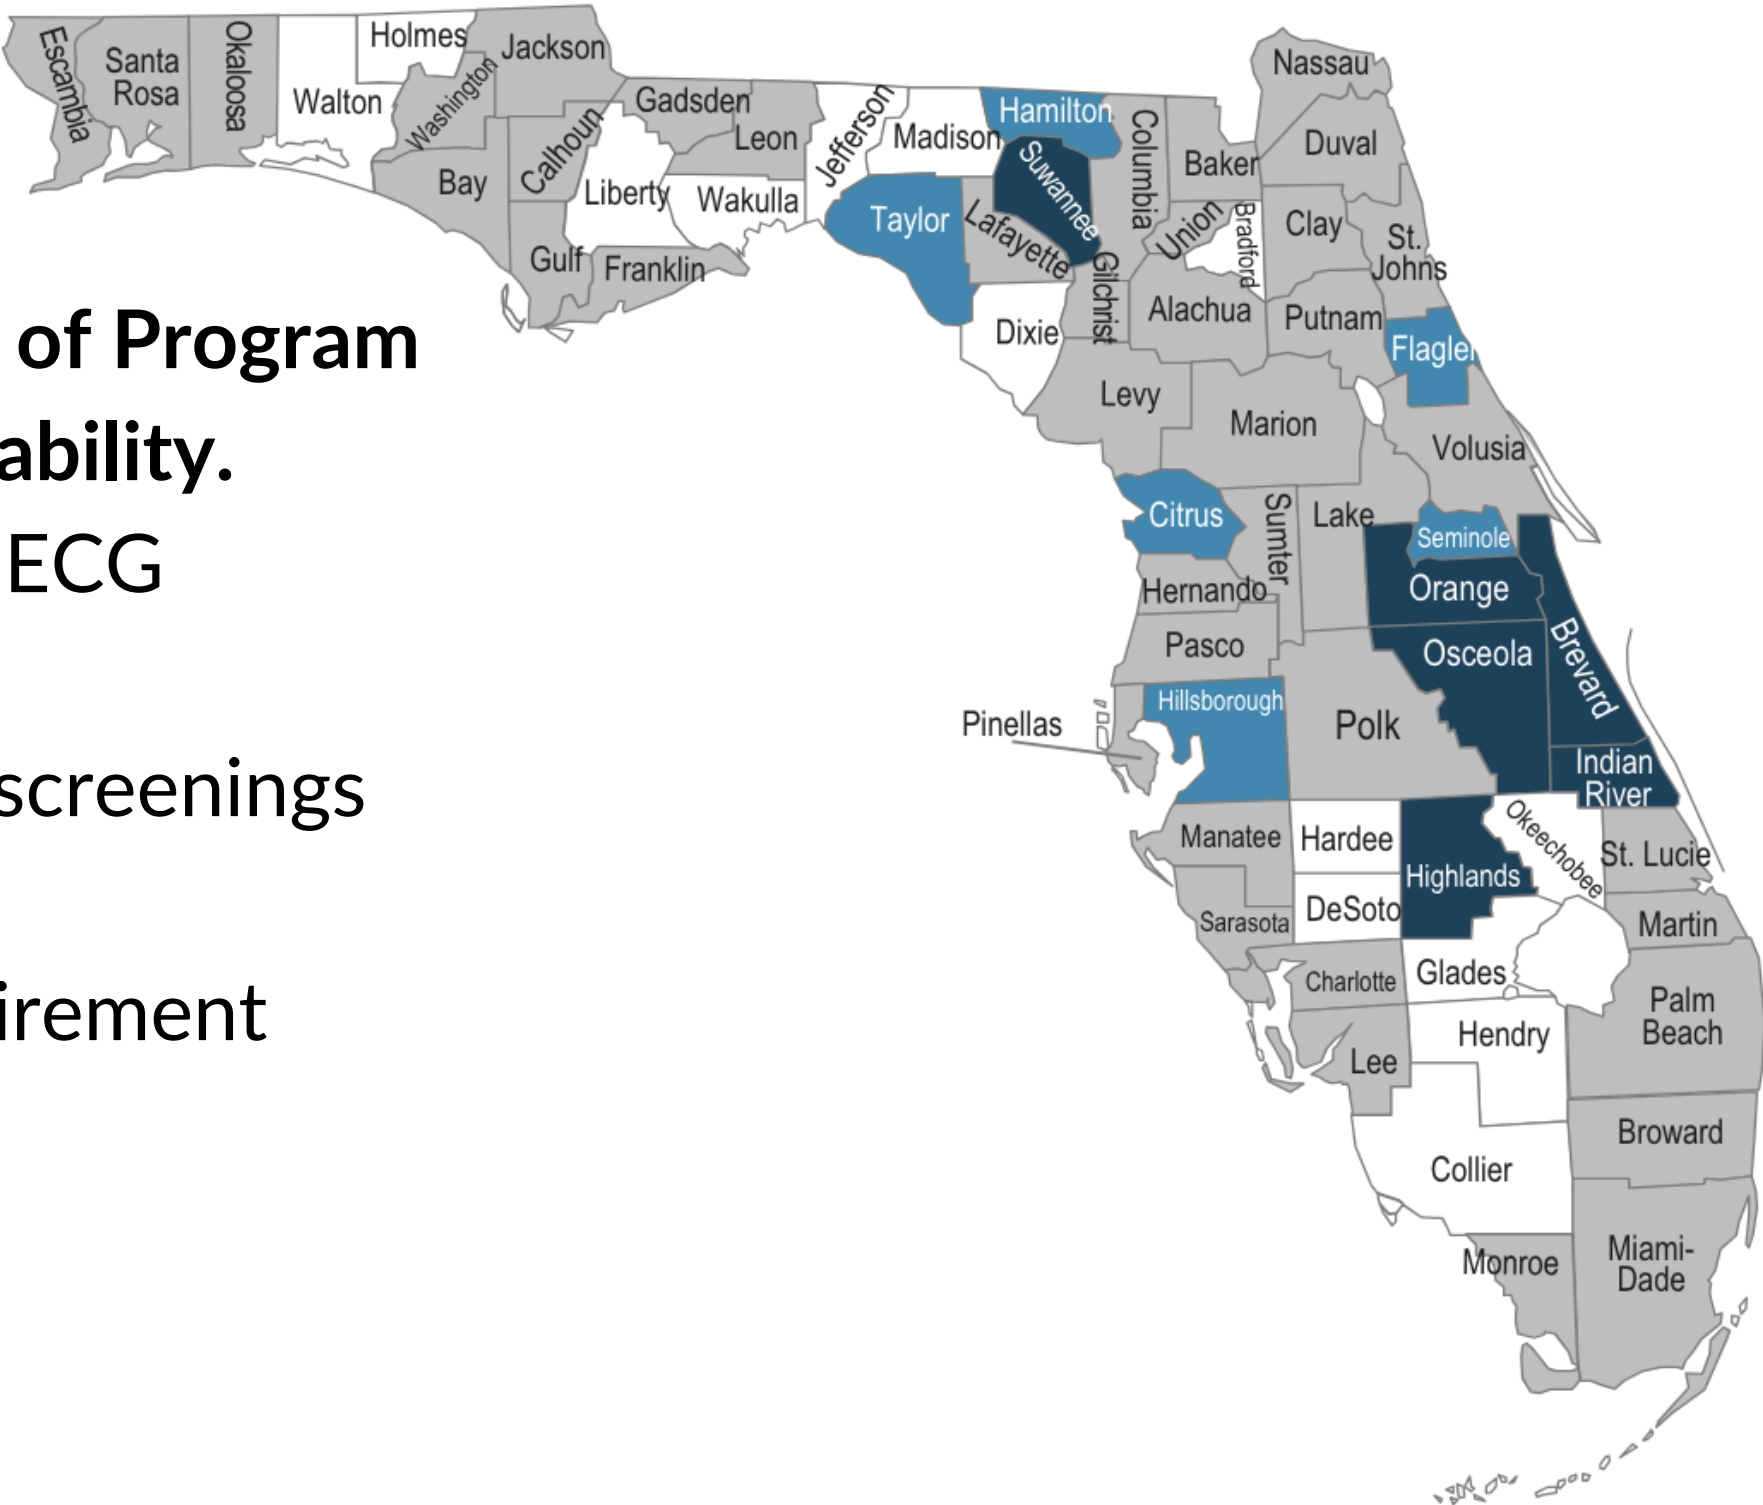 of Program
ability.
ECG
screenings
irement
Escambia
Santa
Rosa
Okaloosa
Walton
Holmes
Washington
Jackson
Bay
Calhoun
Gulf
Liberty
Franklin
Gadsden
Leon
Wakulla
Jefferson
Madison
Taylor
Hamilton
Suwannee
Lafayette
Dixie
Columbia
Gilchrist
Baker
Union
Bradford
Alachua
Levy
Nassau
Duval
Clay
St.
Johns
Putnam
Flagler
Marion
Volusia
Citrus
Sumter
Lake
Seminole
Orange
Hernando
Pasco
Osceola
Brevard
Pinellas
Hillsborough
Polk
Indian
River
Manatee
Hardee
Highlands
Okeechobee
St. Lucie
Sarasota
DeSoto
Martin
Charlotte
Glades
Palm
Beach
Lee
Hendry
Broward
Collier
Monroe
Miami-
Dade